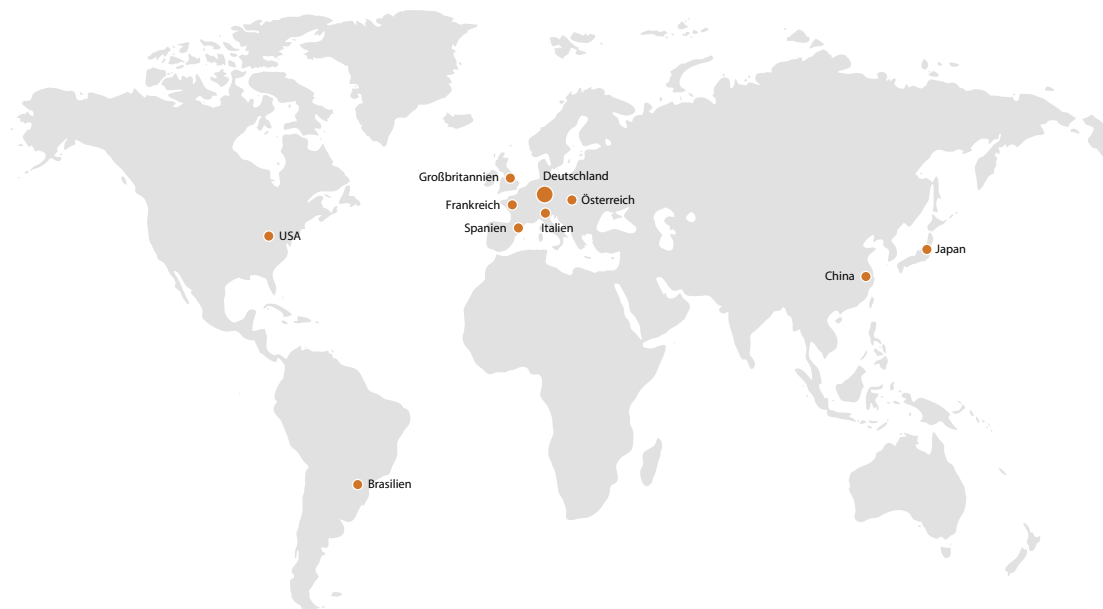 Großbritannien
Deutschland
Frankreich
Österreich
Spanien
Italien
USA
Japan
China
Brasilien